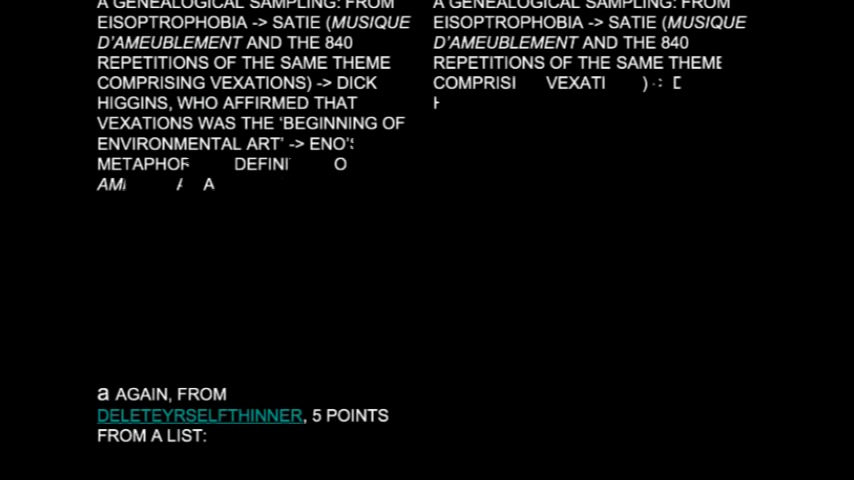 A GENEALOGICAL SAMPLING: FROM
EISOPTROPHOBIA -> SATIE (MUSIQUE
D'AMEUBLEMENT AND THE 840
REPETITIONS OF THE SAME THEME
COMPRISING VEXATIONS) -> DICK
HIGGINS, WHO AFFIRMED THAT
VEXATIONS WAS THE 'BEGINNING OF
ENVIRONMENTAL ART' -> ENO'S
METAPHOR
A
A GENEALOGICAL SAMPLING: FROM
EISOPTROPHOBIA -> SATIE (MUSIQUE
D'AMEUBLEMENT AND THE 840
REPETITIONS OF THE SAME THEME
VEXATI )
a AGAIN, FROM
DELETEYRSELFTHINNER, 5 POINTS
FROM A LIST: